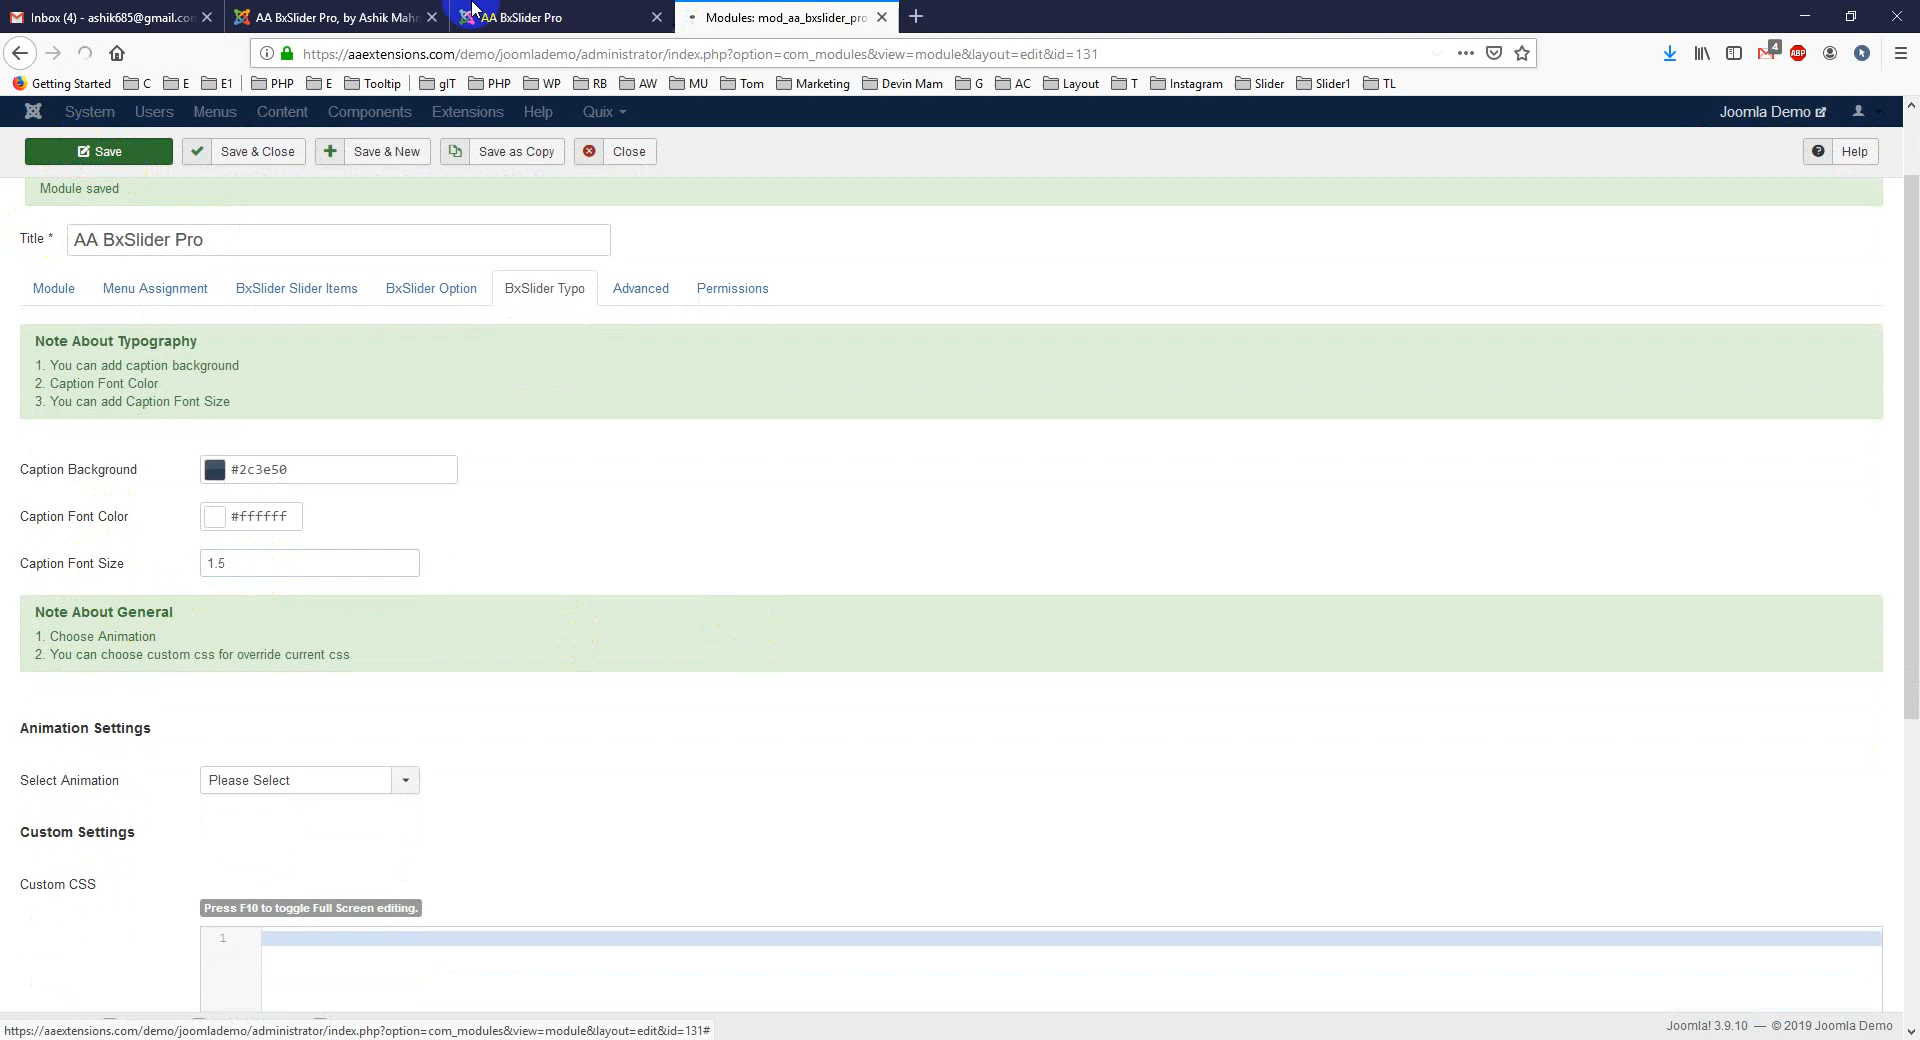 Inbox (4) - ashik685@gmail.con
AA BxSlider Pro, by Ashik Mahn
AA BxSlider Pro
Modules: mod_aa_bxslider_pro
https://aaextensions.com/demo/joomlademo/administrator/index.php?option=com_modules&view=module&layout=edit&id=131
4
ABP
Getting Started C E E1 PHP E Tooltip gIT PHP WP RB AW MU Tom Marketing Devin Mam G AC Layout T Instagram Slider Slider1 TL
System Users Menus Content Components Extensions Help Quix Joomla Demo
Save Save & Close Save & New Save as Copy Close Help
Module saved
Title * AA BxSlider Pro
Module Menu Assignment BxSlider Slider Items BxSlider Option BxSlider Typo Advanced Permissions
Note About Typography
1. You can add caption background
2. Caption Font Color
3. You can add Caption Font Size
Caption Background #2c3e50
Caption Font Color #ffffff
Caption Font Size 1.5
Note About General
1. Choose Animation
2. You can choose custom css for override current css
Animation Settings
Select Animation Please Select
Custom Settings
Custom CSS
Press F10 to toggle Full Screen editing.
1
https://aaextensions.com/demo/joomlademo/administrator/index.php?option=com_modules&view=module&layout=edit&id=131#
Joomla! 3.9.10 — © 2019 Joomla Demo